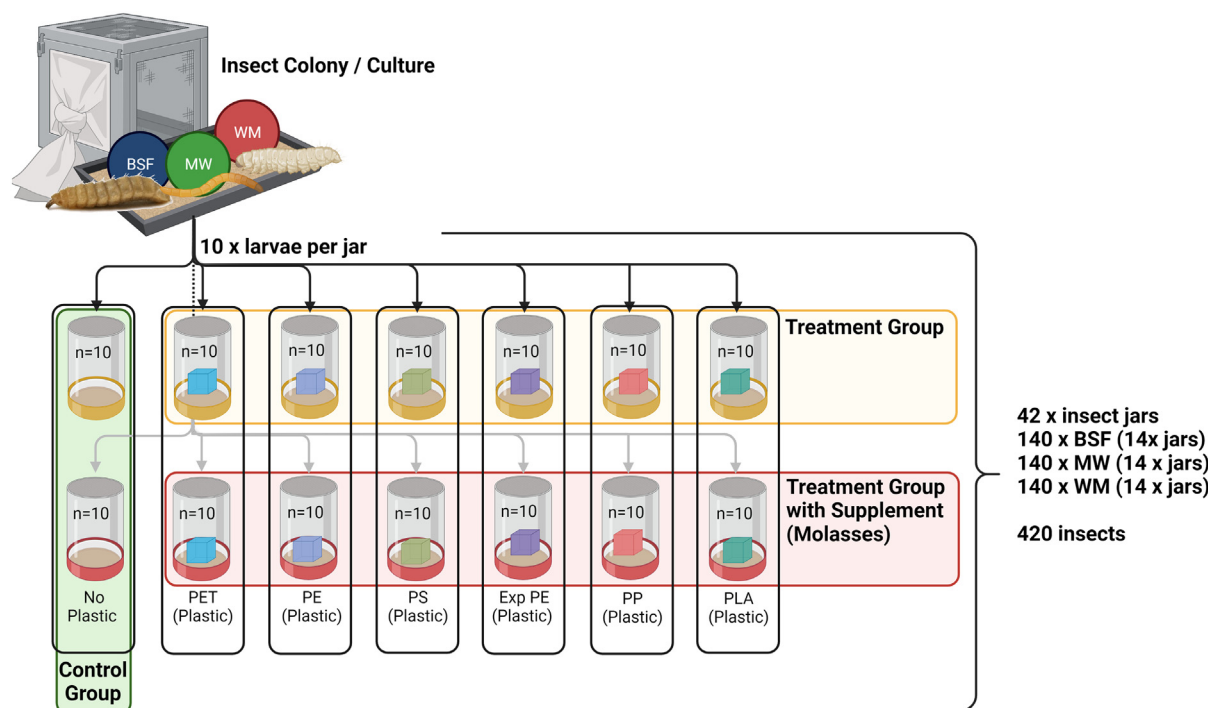 Insect Colony / Culture
WM
BSF
MW
10 x larvae per jar
Treatment Group
n=10
n=10
n=10
n=10
n=10
n=10
n=10
42 x insect jars
140 x BSF (14x jars)
140 x MW (14 x jars)
140 x WM (14 x jars)
420 insects
Treatment Group
with Supplement
(Molasses)
n=10
n=10
n=10
n=10
n=10
n=10
n=10
No
Plastic
PET
(Plastic)
PE
(Plastic)
PS
(Plastic)
Exp PE
(Plastic)
PP
(Plastic)
PLA
(Plastic)
Control
Group